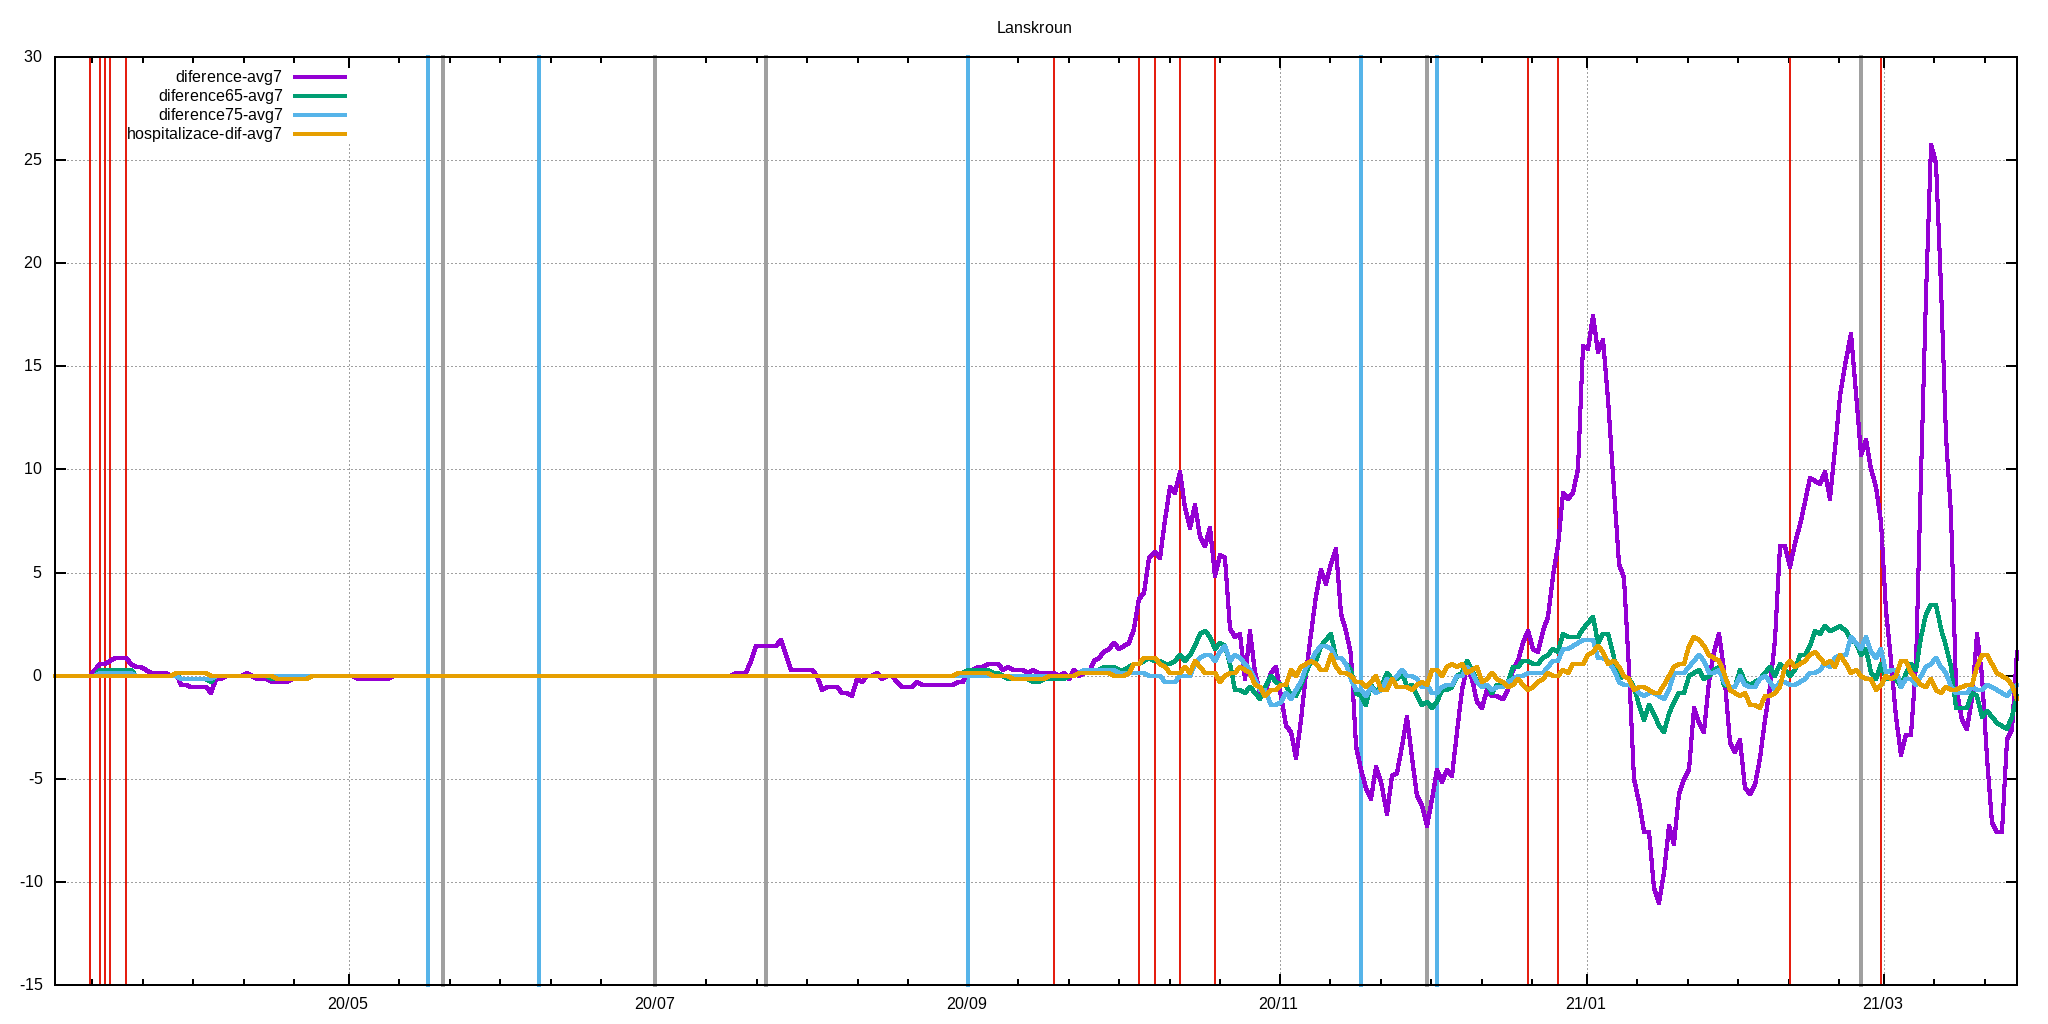 Lanskroun
30
25
20
15
10
5
0
-5
-10
-15
diference-avg7
diference65-avg7
diference75-avg7
hospitalizace-dif-avg7
20/05 20/07 20/09 20/11 21/01 21/03